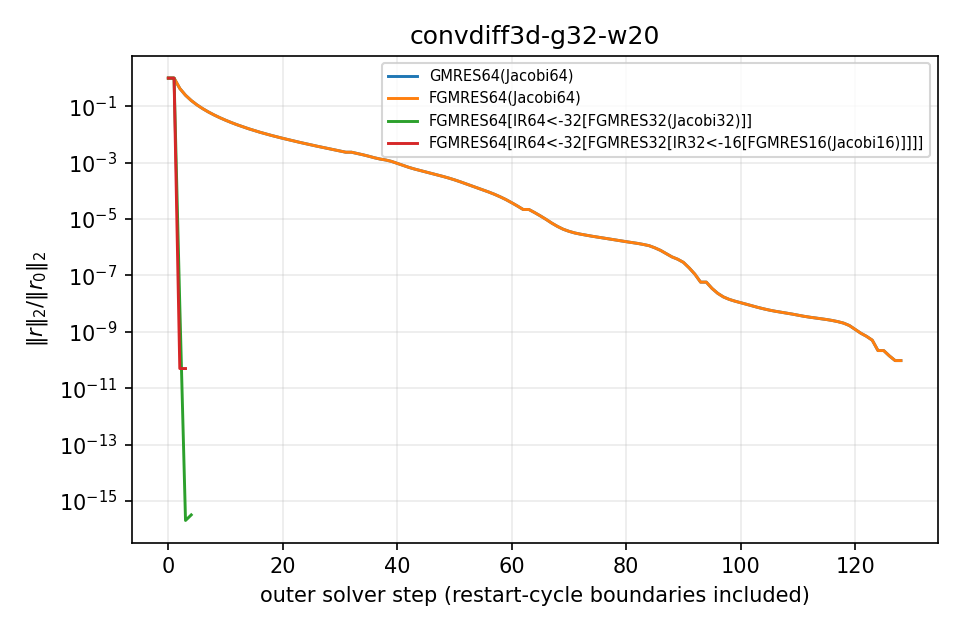 convdiff3d-g32-w20
GMRES64(Jacobi64)
FGMRES64(Jacobi64)
FGMRES64[IR64<-32[FGMRES32(Jacobi32)]]
FGMRES64[IR64<-32[FGMRES32[IR32<-16[FGMRES16(Jacobi16)]]]]
‖r‖₂/‖r₀‖₂
10⁻¹
10⁻³
10⁻⁵
10⁻⁷
10⁻⁹
10⁻¹¹
10⁻¹³
10⁻¹⁵
0 20 40 60 80 100 120
outer solver step (restart-cycle boundaries included)